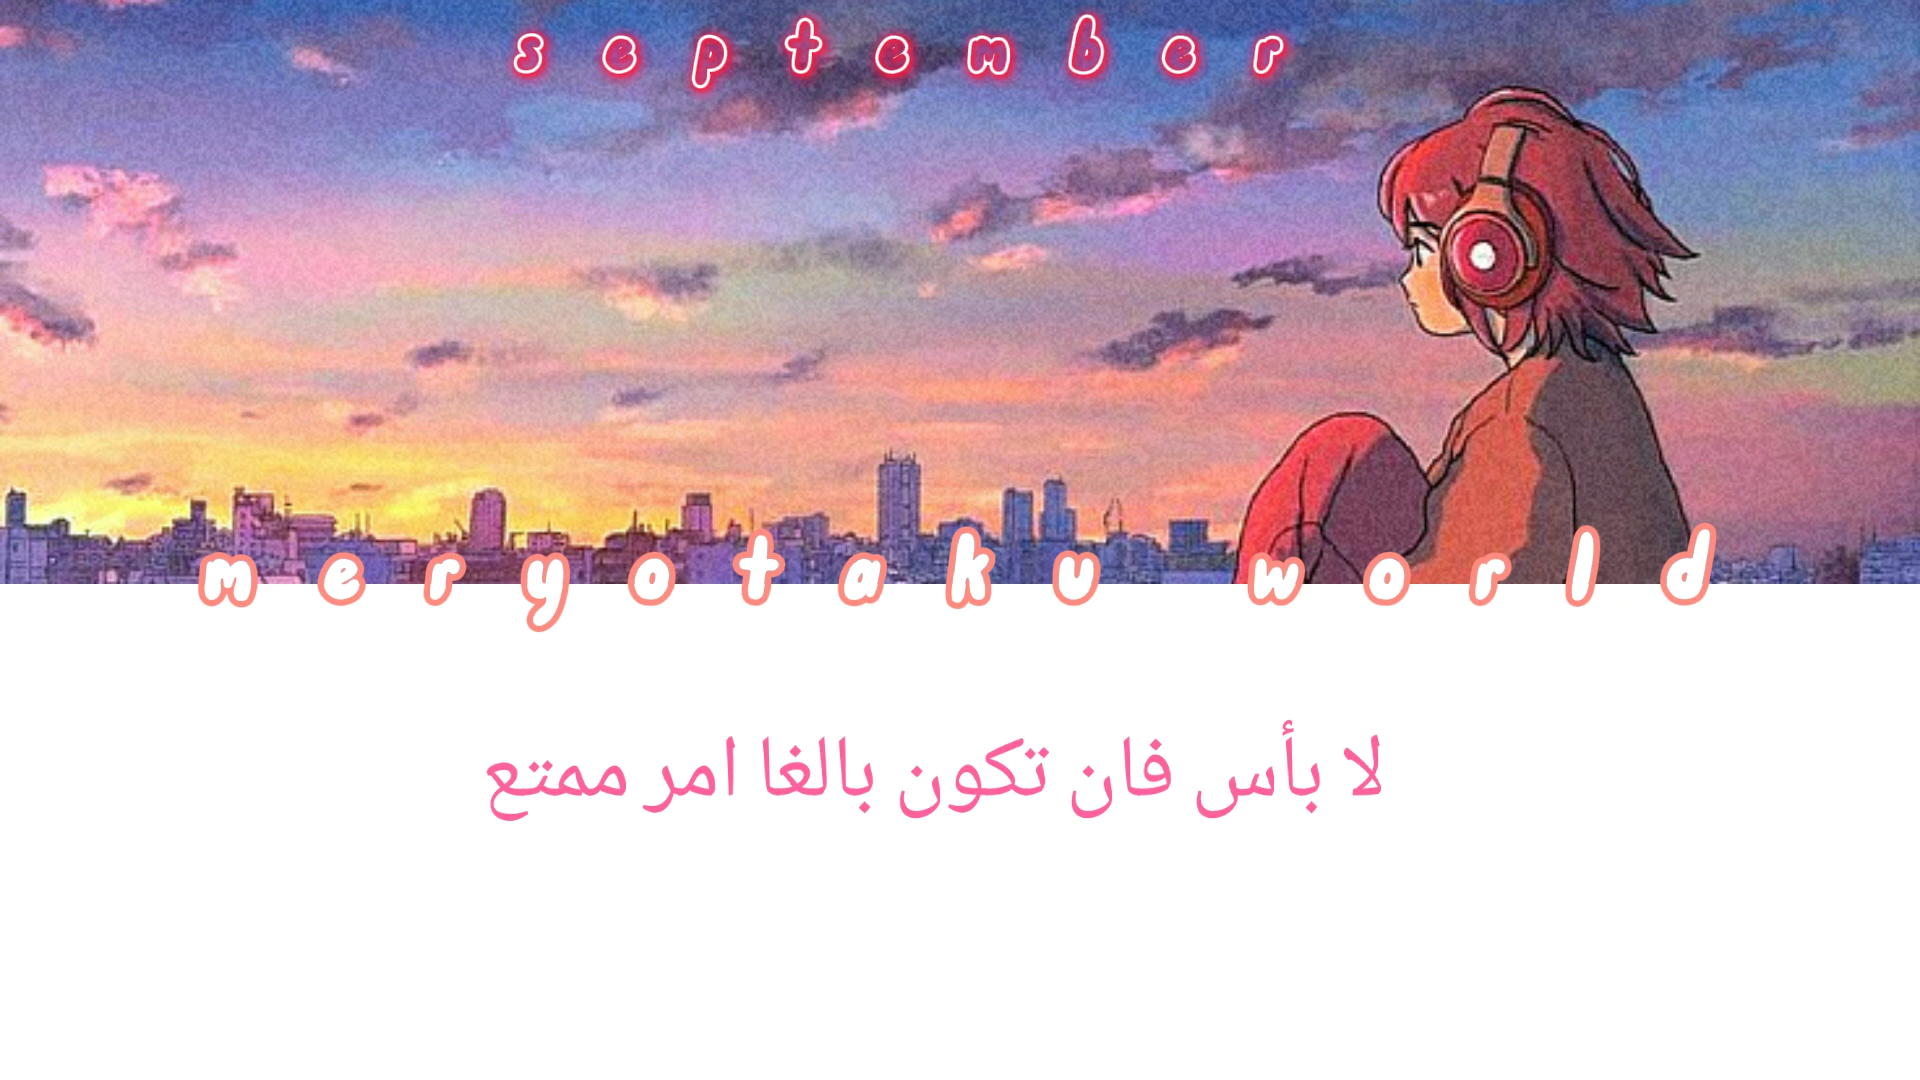 september
meryotaku world
لا بأس فان تكون بالغا امر ممتع